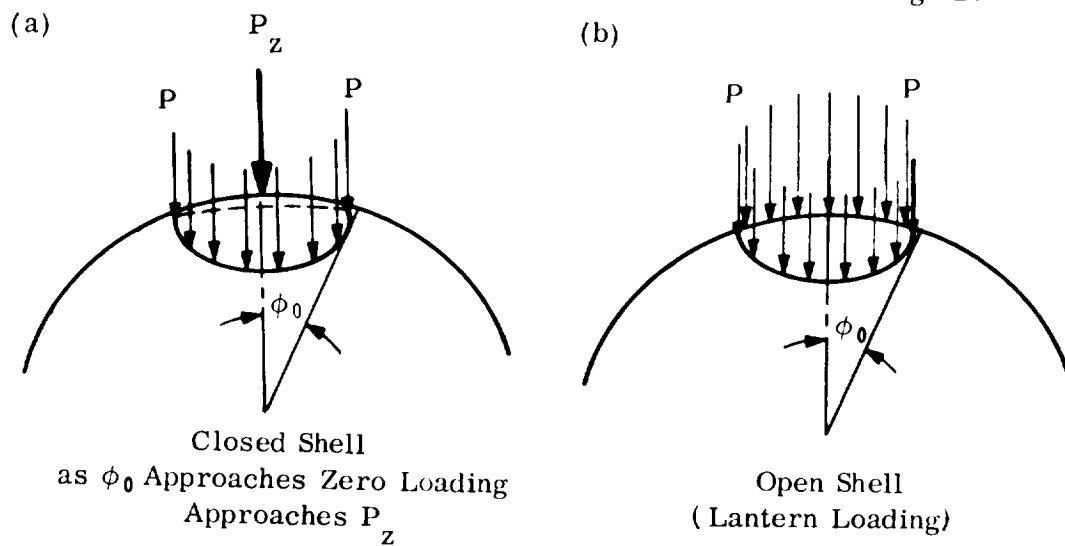 (a)
P_z
P P
ϕ_0
Closed Shell
as ϕ_0 Approaches Zero Loading
Approaches P_z
(b)
P P
ϕ_0
Open Shell
(Lantern Loading)